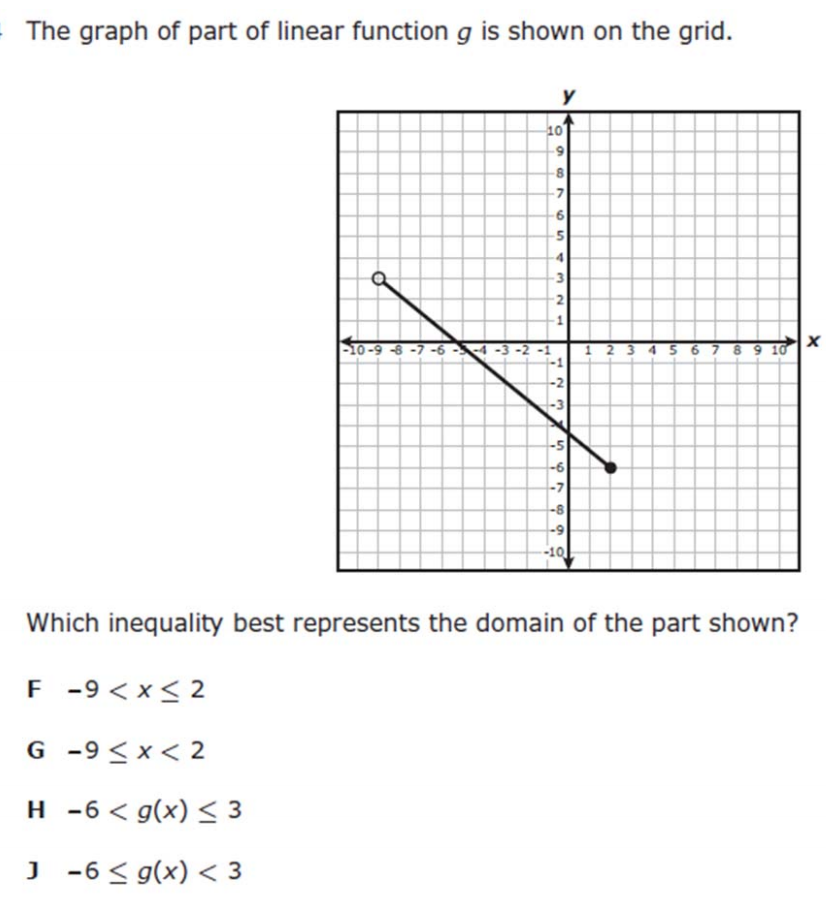 The graph of part of linear function g is shown on the grid.
y
10
9
8
7
6
5
4
3
2
1
-10 -9 -8 -7 -6 -5 -4 -3 -2 -1 1 2 3 4 5 6 7 8 9 10 x
-1
-2
-3
-4
-5
-6
-7
-8
-9
-10
Which inequality best represents the domain of the part shown?
F -9 < x ≤ 2
G -9 ≤ x < 2
H -6 < g(x) ≤ 3
J -6 ≤ g(x) < 3